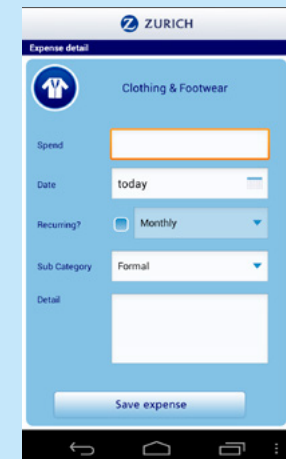 ZURICH
Expense detail
Clothing & Footwear
Spend
Date today
Recurring? Monthly
Sub Category Formal
Detail
Save expense